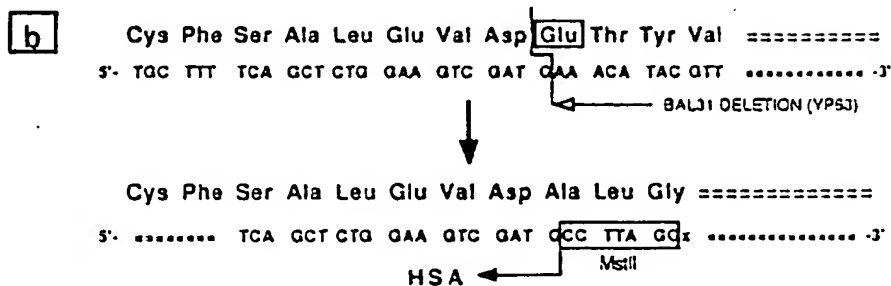 b
Cys Phe Ser Ala Leu Glu Val Asp Glu Thr Tyr Val ==========
5'- TGC TTT TCA GCT CTG GAA GTC GAT GAA ACA TAC GTT ............ -3'
BAL31 DELETION (YP63)
Cys Phe Ser Ala Leu Glu Val Asp Ala Leu Gly ============
5'- ........ TCA GCT CTG GAA GTC GAT GCC TTA GGx ............... -3'
MstII
HSA